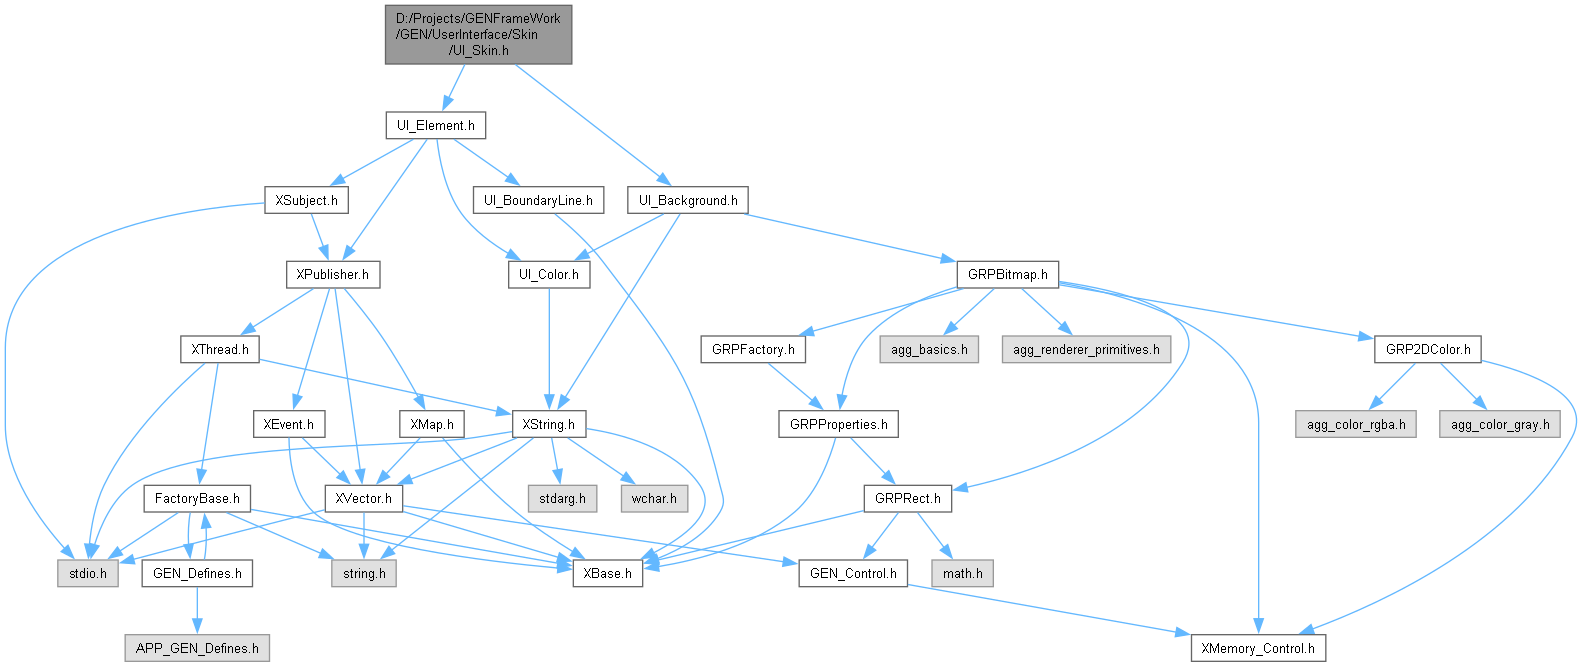 D:/Projects/GENFrameWork
/GEN/UserInterface/Skin
/UI_Skin.h
UI_Element.h
XSubject.h
UI_BoundaryLine.h
UI_Background.h
XPublisher.h
UI_Color.h
GRPBitmap.h
XThread.h
GRPFactory.h
agg_basics.h
agg_renderer_primitives.h
GRP2DColor.h
XEvent.h
XMap.h
XString.h
GRPProperties.h
agg_color_rgba.h
agg_color_gray.h
FactoryBase.h
XVector.h
stdarg.h
wchar.h
GRPRect.h
stdio.h
GEN_Defines.h
string.h
XBase.h
GEN_Control.h
math.h
APP_GEN_Defines.h
XMemory_Control.h